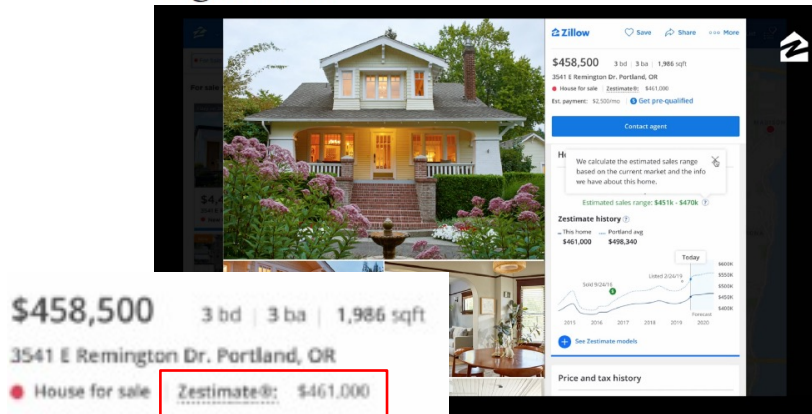 Zillow
Save
Share
More
$458,500 3 bd | 3 ba | 1,986 sqft
3541 E Remington Dr. Portland, OR
House for sale | Zestimate®: $461,000
Est. payment: $2,500/mo | $ Get pre-qualified
Contact agent
We calculate the estimated sales range
based on the current market and the info
we have about this home.
Estimated sales range: $451k - $470k ?
Zestimate history ?
This home Portland avg
$461,000 $498,340
Today
Sold 9/24/16
Listed 2/24/19
$600K
$550K
$500K
$450K
$400K
Forecast
2015 2016 2017 2018 2019 2020
See Zestimate models
Price and tax history
$458,500 3 bd | 3 ba | 1,986 sqft
3541 E Remington Dr. Portland, OR
House for sale Zestimate®: $461,000